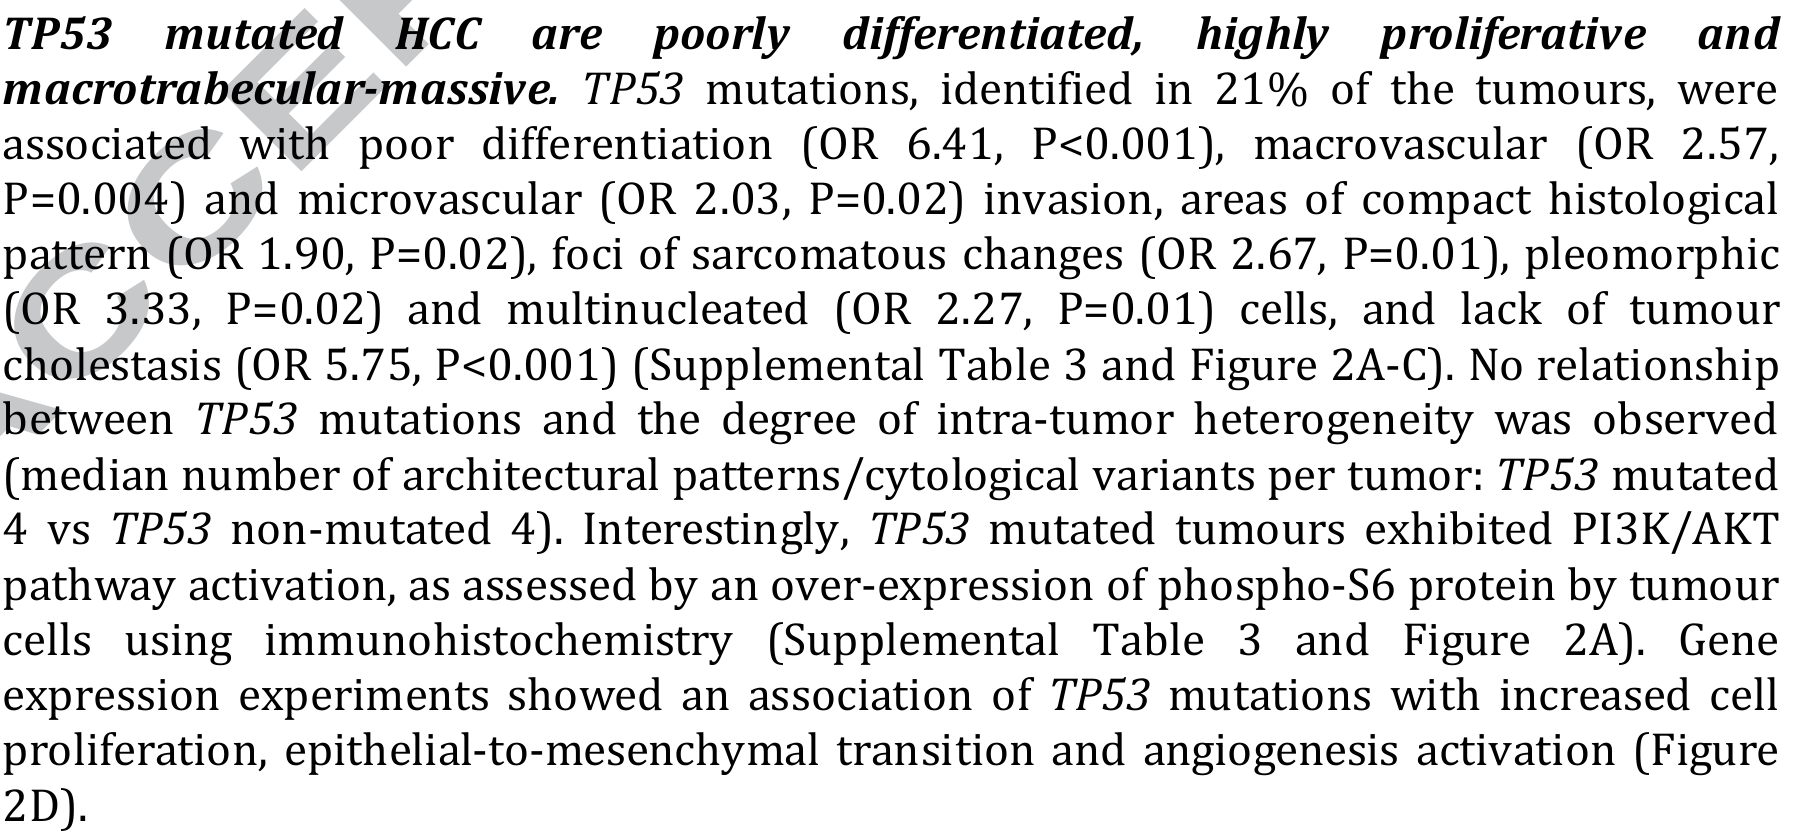 TP53 mutated HCC are poorly differentiated, highly proliferative and
macrotrabecular-massive. TP53 mutations, identified in 21% of the tumours, were
associated with poor differentiation (OR 6.41, P<0.001), macrovascular (OR 2.57,
P=0.004) and microvascular (OR 2.03, P=0.02) invasion, areas of compact histological
pattern (OR 1.90, P=0.02), foci of sarcomatous changes (OR 2.67, P=0.01), pleomorphic
(OR 3.33, P=0.02) and multinucleated (OR 2.27, P=0.01) cells, and lack of tumour
cholestasis (OR 5.75, P<0.001) (Supplemental Table 3 and Figure 2A-C). No relationship
between TP53 mutations and the degree of intra-tumor heterogeneity was observed
(median number of architectural patterns/cytological variants per tumor: TP53 mutated
4 vs TP53 non-mutated 4). Interestingly, TP53 mutated tumours exhibited PI3K/AKT
pathway activation, as assessed by an over-expression of phospho-S6 protein by tumour
cells using immunohistochemistry (Supplemental Table 3 and Figure 2A). Gene
expression experiments showed an association of TP53 mutations with increased cell
proliferation, epithelial-to-mesenchymal transition and angiogenesis activation (Figure
2D).